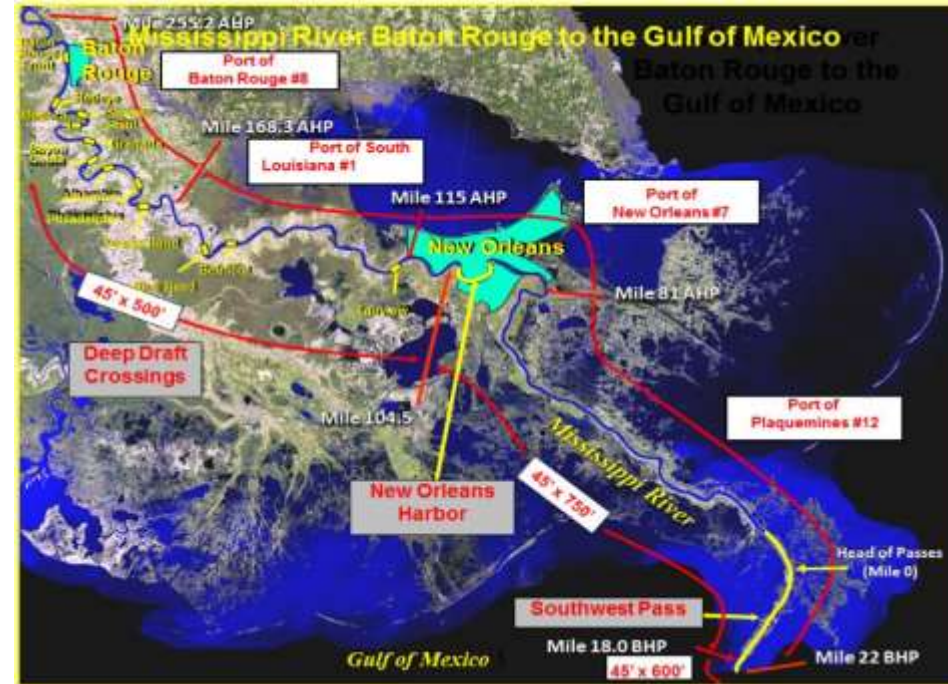 Mile 255.2 AHP
Mississippi River Baton Rouge to the Gulf of Mexico
Baton Rouge to the
Gulf of Mexico
Baton
Rouge
Port of
Baton Rouge #8
Redeye
Mile 168.3 AHP
Port of South
Louisiana #1
Mile 115 AHP
Port of
New Orleans #7
Philadelphia
New Orleans
Belmont
Fairview
Mile 81 AHP
45' x 500'
Deep Draft
Crossings
Mile 104.5
Port of
Plaquemines #12
Mississippi River
New Orleans
Harbor
45' x 750'
Head of Passes
(Mile 0)
Southwest Pass
Mile 18.0 BHP
Gulf of Mexico
45' x 600'
Mile 22 BHP